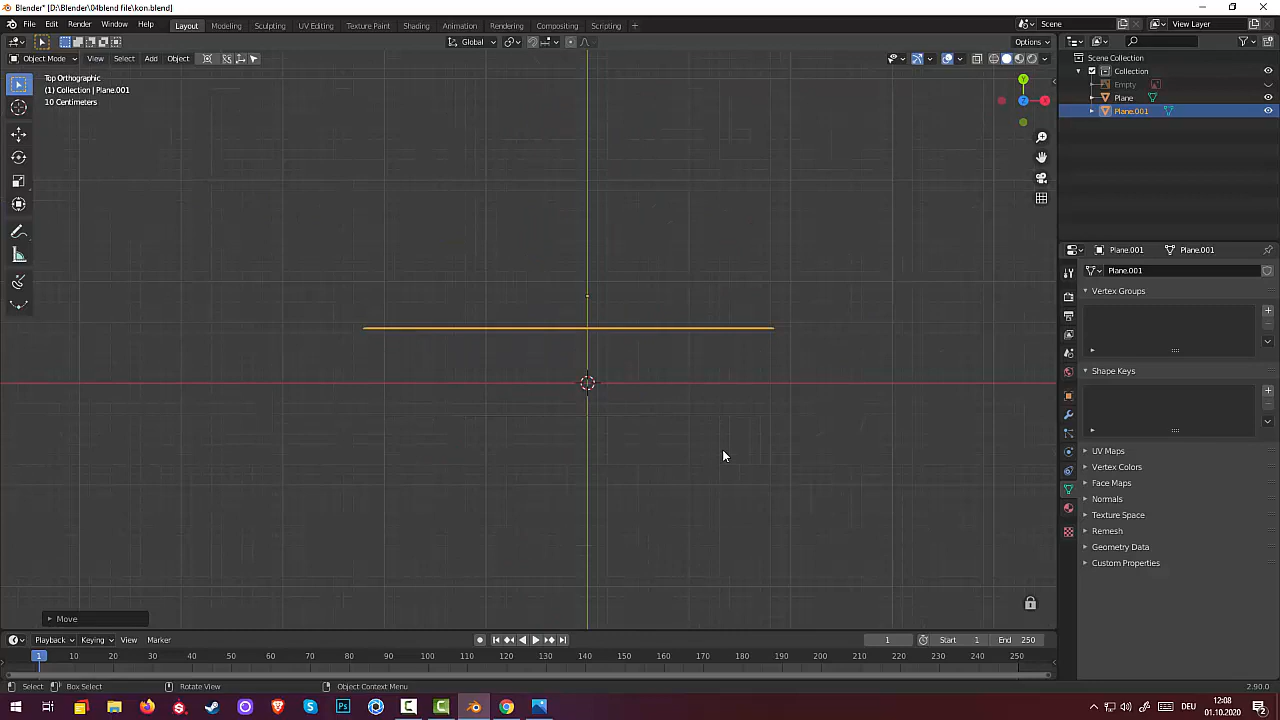 Blender* [D:\Blender\04blend file\kon.blend]
File Edit Render Window Help Layout Modeling Sculpting UV Editing Texture Paint Shading Animation Rendering Compositing Scripting + Scene View Layer
Global Options
Object Mode View Select Add Object
Top Orthographic
(1) Collection | Plane.001
10 Centimeters
Y
Z
X
Scene Collection
Collection
Empty
Plane
Plane.001
Plane.001 Plane.001
Plane.001
Vertex Groups
Shape Keys
UV Maps
Vertex Colors
Face Maps
Normals
Texture Space
Remesh
Geometry Data
Custom Properties
Move
Playback Keying View Marker 1 Start 1 End 250
1 10 20 30 40 50 60 70 80 90 100 110 120 130 140 150 160 170 180 190 200 210 220 230 240 250
Select Box Select Rotate View Object Context Menu 2.90.0
Ps DEU 12:08
01.10.2020 2